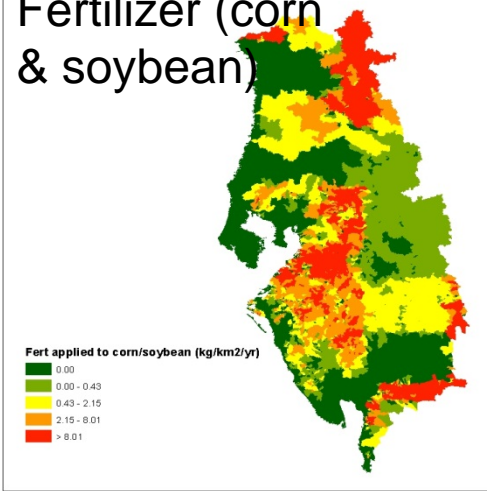 Fertilizer (corn
& soybean)
Fert applied to corn/soybean (kg/km2/yr)
0.00
0.00 - 0.43
0.43 - 2.15
2.15 - 8.01
> 8.01